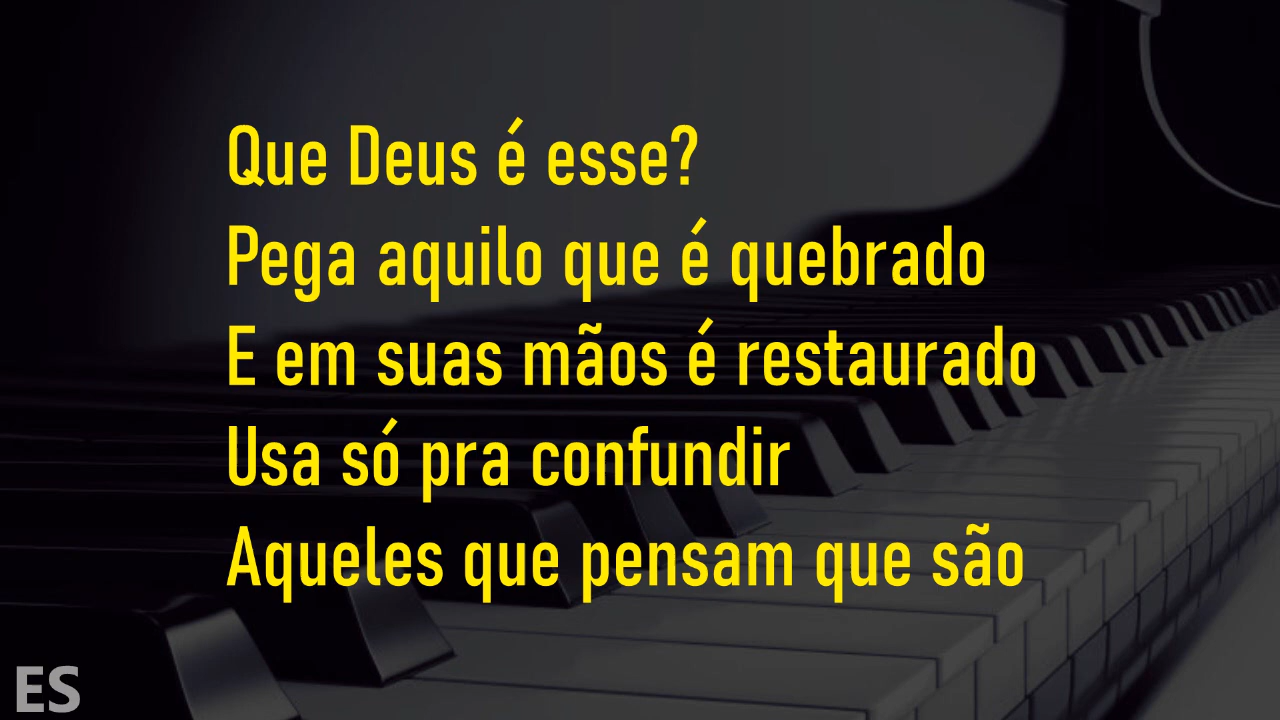 Que Deus é esse?
Pega aquilo que é quebrado
E em suas mãos é restaurado
Usa só pra confundir
Aqueles que pensam que são
ES